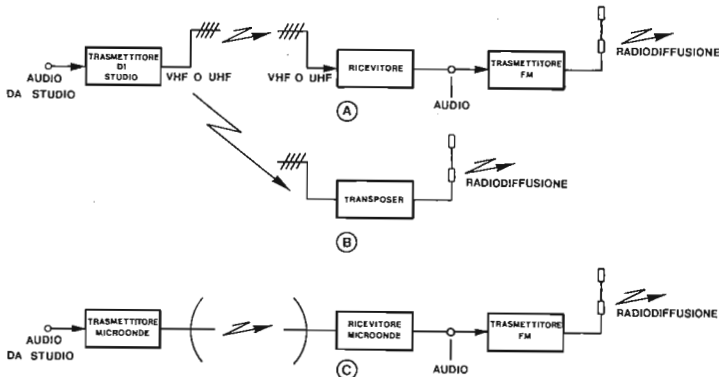 AUDIO
DA STUDIO
TRASMETTITORE
DI
STUDIO
VHF O UHF
VHF O UHF
RICEVITORE
A
AUDIO
TRASMETTITORE
FM
RADIODIFFUSIONE
TRANSPOSER
B
RADIODIFFUSIONE
AUDIO
DA STUDIO
TRASMETTITORE
MICROONDE
RICEVITORE
MICROONDE
C
AUDIO
TRASMETTITORE
FM
RADIODIFFUSIONE